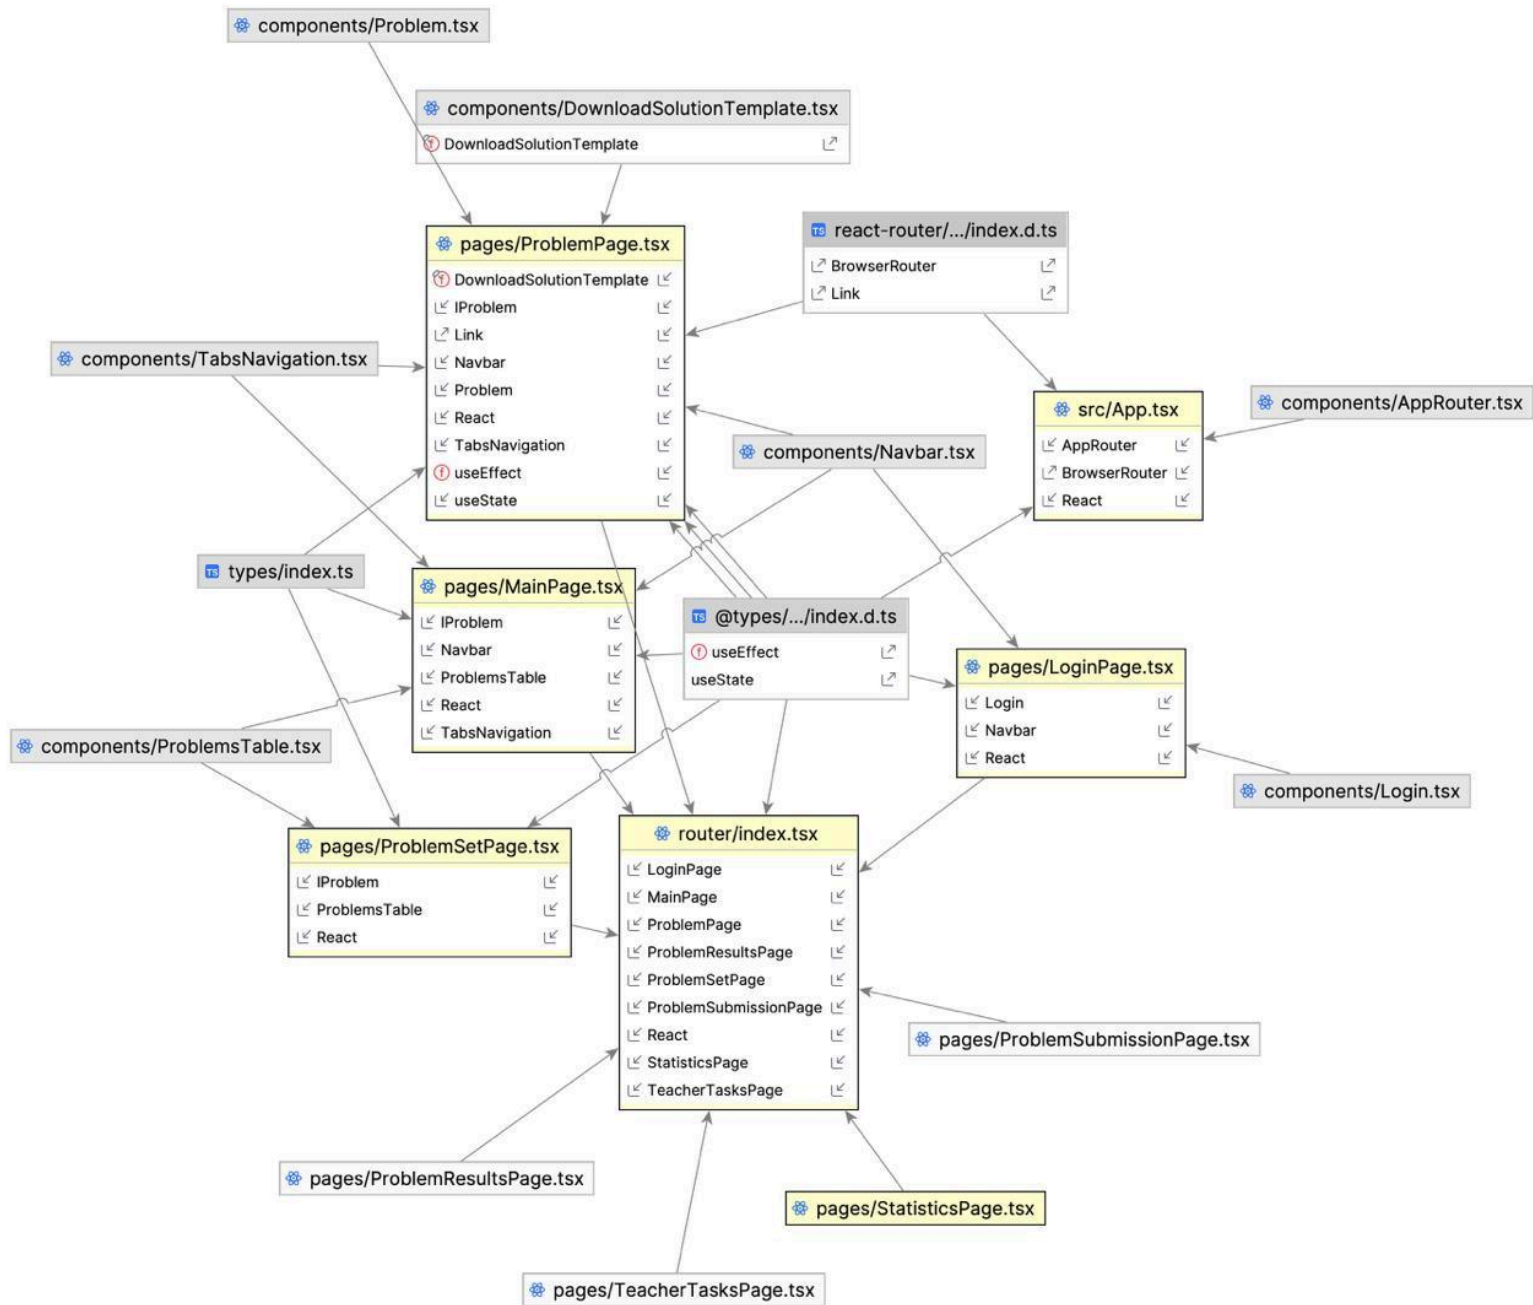 components/Problem.tsx
components/DownloadSolutionTemplate.tsx
DownloadSolutionTemplate
pages/ProblemPage.tsx
DownloadSolutionTemplate
IProblem
Link
Navbar
Problem
React
TabsNavigation
useEffect
useState
react-router/.../index.d.ts
BrowserRouter
Link
components/TabsNavigation.tsx
src/App.tsx
AppRouter
BrowserRouter
React
components/AppRouter.tsx
components/Navbar.tsx
types/index.ts
pages/MainPage.tsx
IProblem
Navbar
ProblemsTable
React
TabsNavigation
@types/.../index.d.ts
useEffect
useState
pages/LoginPage.tsx
Login
Navbar
React
components/ProblemsTable.tsx
components/Login.tsx
pages/ProblemSetPage.tsx
IProblem
ProblemsTable
React
router/index.tsx
LoginPage
MainPage
ProblemPage
ProblemResultsPage
ProblemSetPage
ProblemSubmissionPage
React
StatisticsPage
TeacherTasksPage
pages/ProblemSubmissionPage.tsx
pages/ProblemResultsPage.tsx
pages/StatisticsPage.tsx
pages/TeacherTasksPage.tsx